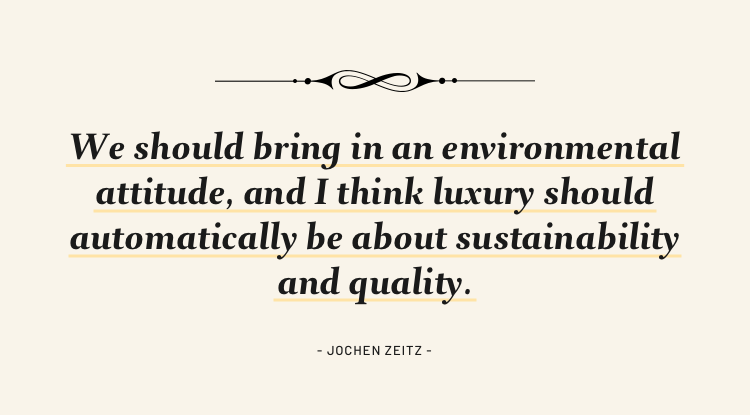 We should bring in an environmental
attitude, and I think luxury should
automatically be about sustainability
and quality.
- JOCHEN ZEITZ -